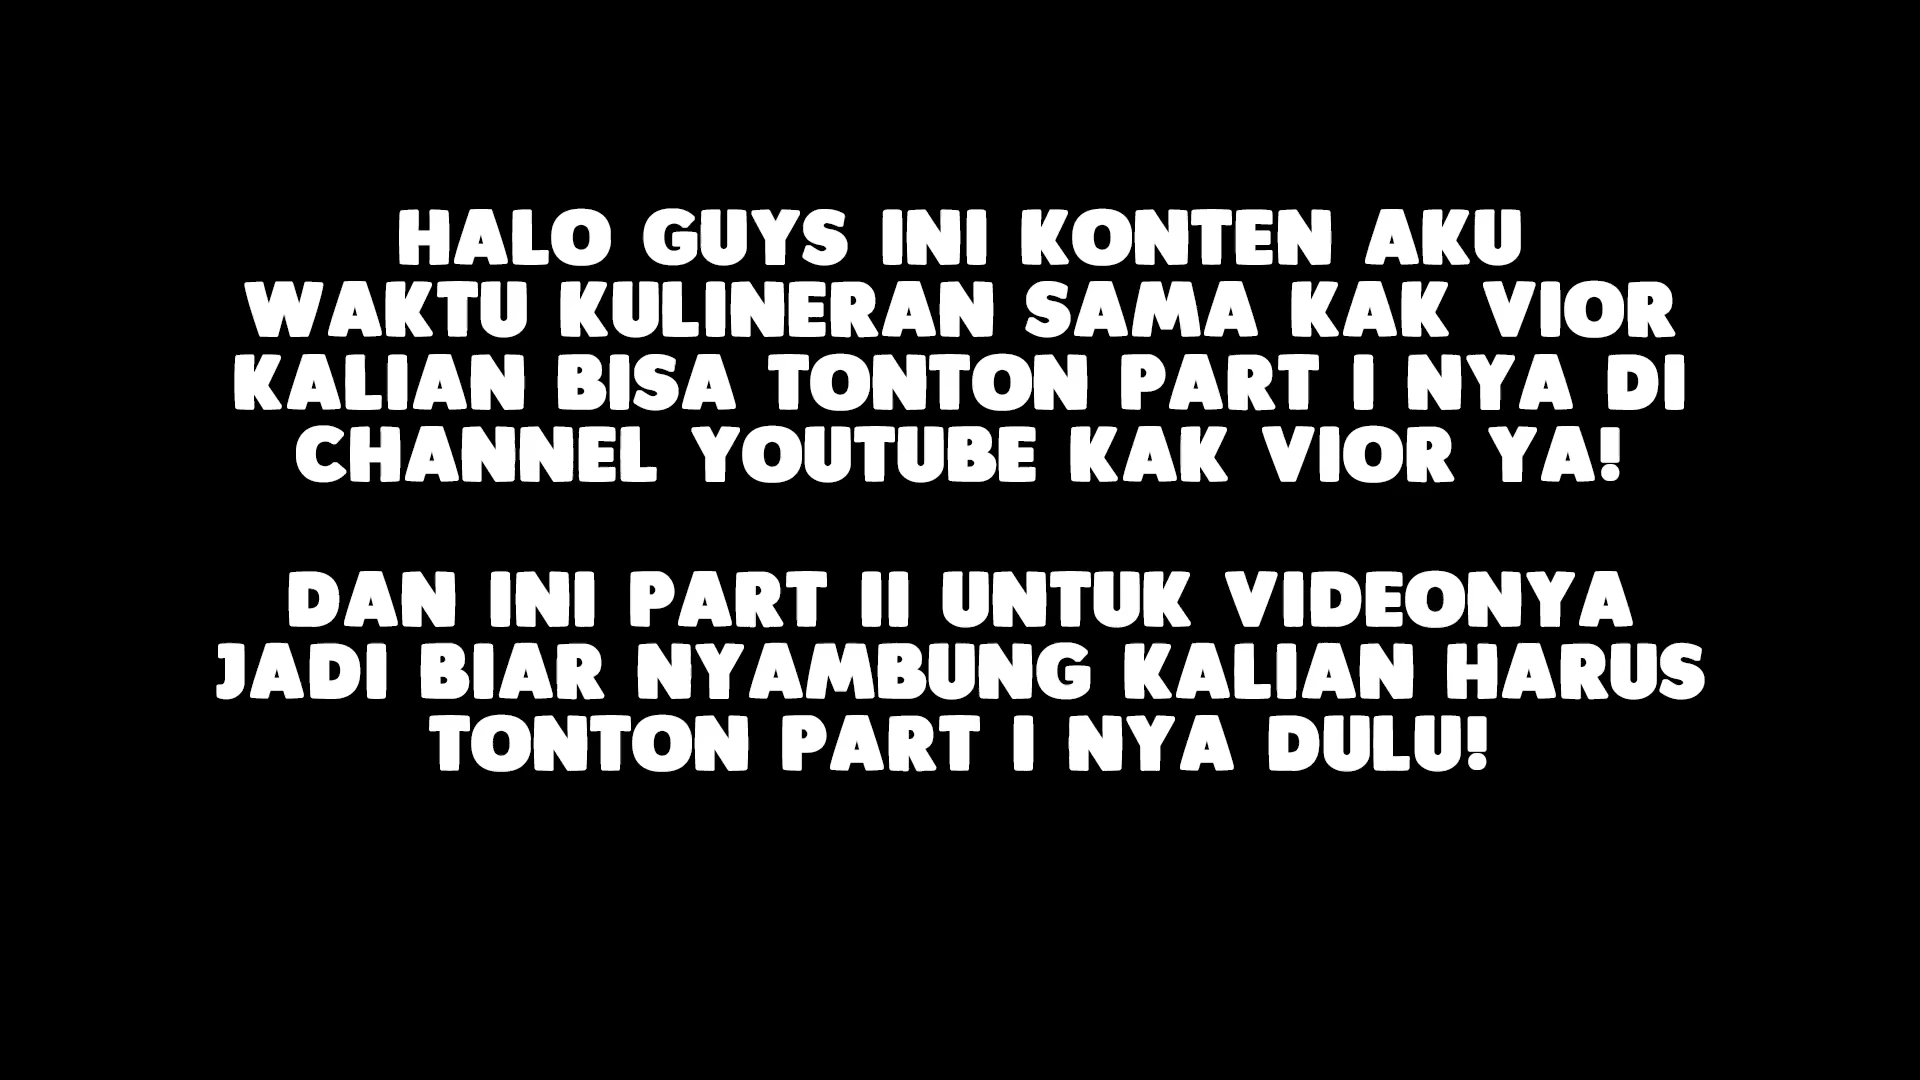 HALO GUYS INI KONTEN AKU
WAKTU KULINERAN SAMA KAK VIOR
KALIAN BISA TONTON PART I NYA DI
CHANNEL YOUTUBE KAK VIOR YA!
DAN INI PART II UNTUK VIDEONYA
JADI BIAR NYAMBUNG KALIAN HARUS
TONTON PART I NYA DULU!